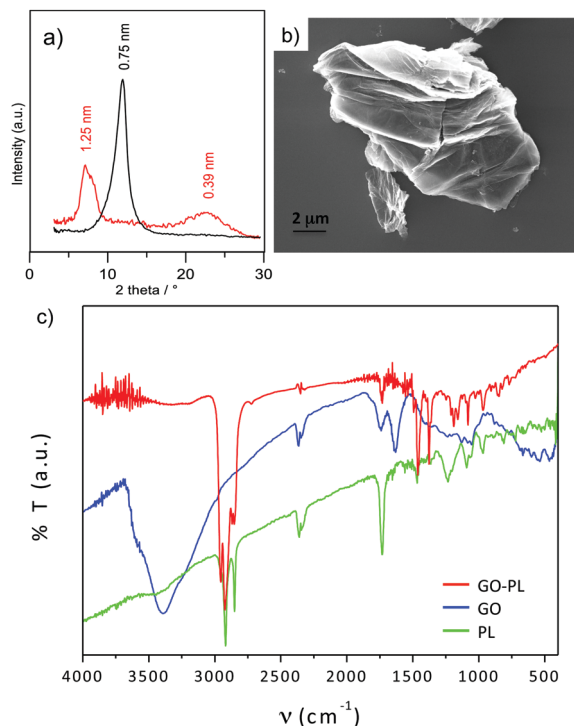 a)
Intensity (a.u.)
1.25 nm
0.75 nm
0.39 nm
0 10 20 30
2 theta / °
b)
2 μm
c)
% T (a.u.)
GO-PL
GO
PL
4000 3500 3000 2500 2000 1500 1000 500
ν (cm⁻¹)